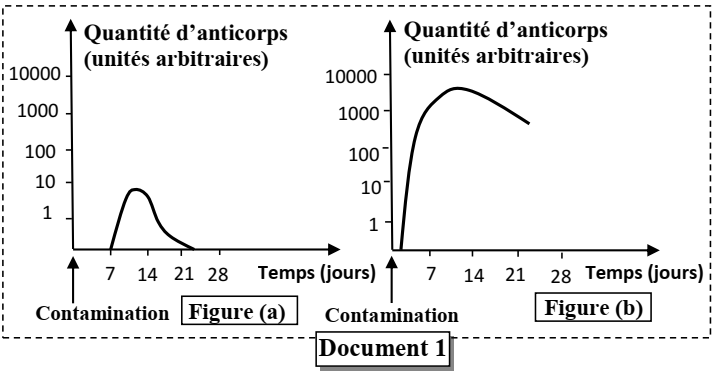 Quantité d'anticorps
(unités arbitraires)
10000
1000
100
10
1
7 14 21 28 Temps (jours)
Contamination
Figure (a)
Quantité d'anticorps
(unités arbitraires)
10000
1000
100
10
1
7 14 21 28 Temps (jours)
Contamination
Figure (b)
Document 1